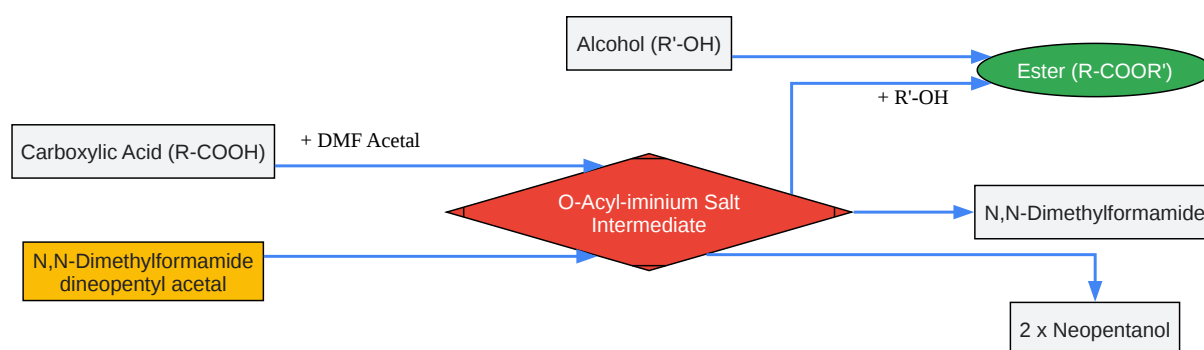 Alcohol (R'-OH)
Ester (R-COOR')
+ R'-OH
+ DMF Acetal
Carboxylic Acid (R-COOH)
O-Acyl-iminium Salt
Intermediate
N,N-Dimethylformamide
N,N-Dimethylformamide
dineopentyl acetal
2 x Neopentanol